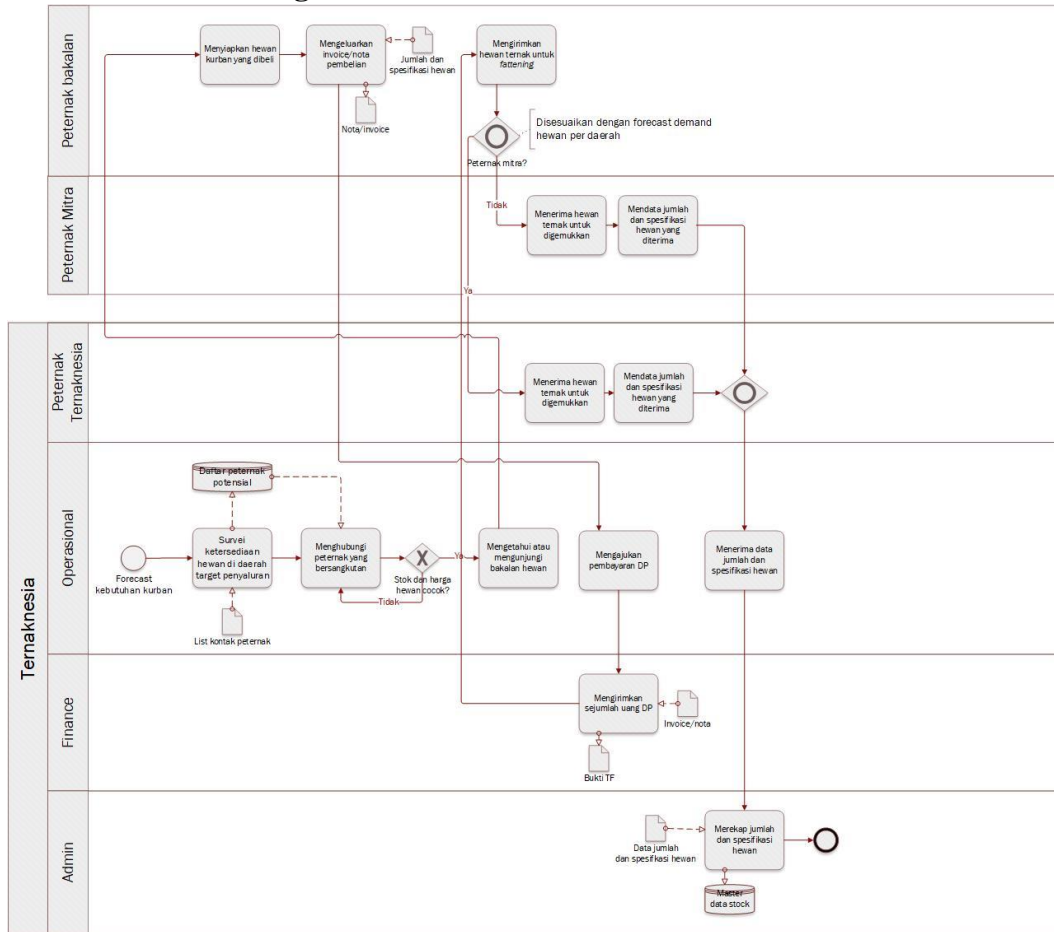 Peternak bakalan
Menyiapkan hewan
kurban yang dibeli
Mengeluarkan
invoice/nota
pembelian
Jumlah dan
spesifikasi hewan
Nota/invoice
Mengirimkan
hewan ternak untuk
fattening
Disesuaikan dengan forecast demand
hewan per daerah
Peternak mitra?
Peternak Mitra
Tidak
Menerima hewan
ternak untuk
digemukkan
Mendata jumlah
dan spesifikasi
hewan yang
diterima
Ya
Ternaknesia
Peternak
Ternaknesia
Menerima hewan
ternak untuk
digemukkan
Mendata jumlah
dan spesifikasi
hewan yang
diterima
Operasional
Daftar peternak
potensial
Forecast
kebutuhan kurban
Survei
ketersediaan
hewan di daerah
target penyaluran
List kontak peternak
Menghubungi
peternak yang
bersangkutan
X
Stok dan harga
hewan cocok?
Tidak
Ya
Mengetahui atau
mengunjungi
bakalan hewan
Mengajukan
pembayaran DP
Menerima data
jumlah dan
spesifikasi hewan
Finance
Mengirimkan
sejumlah uang DP
Invoice/nota
Bukti TF
Admin
Data jumlah
dan spesifkasi hewan
Merekap jumlah
dan spesifikasi
hewan
Master
data stock